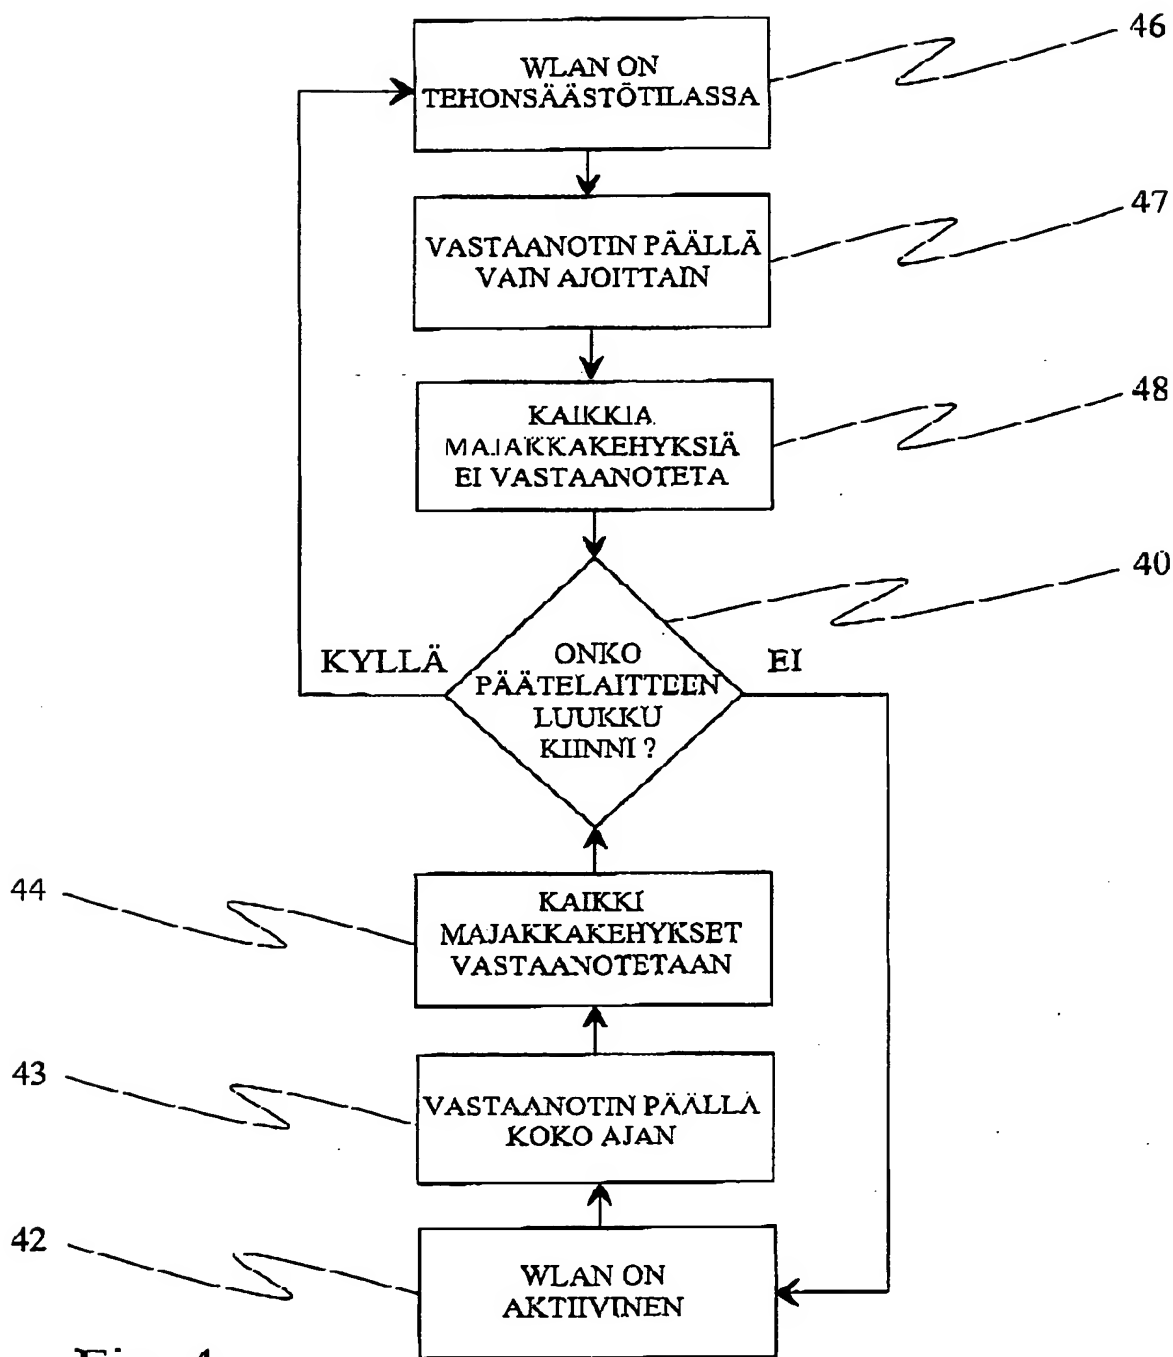 46
WLAN ON
TEHONSÄÄSTÖTILASSA
47
VASTAANOTIN PÄÄLLÄ
VAIN AJOITTAIN
48
KAIKKIA
MAJAKKAKEHYKSIÄ
EI VASTAANOTETA
40
KYLLÄ
ONKO
PÄÄTELAITTEEN
LUUKKU
KIINNI ?
EI
44
KAIKKI
MAJAKKAKEHYKSET
VASTAANOTETAAN
43
VASTAANOTIN PÄÄLLÄ
KOKO AJAN
42
WLAN ON
AKTIIVINEN